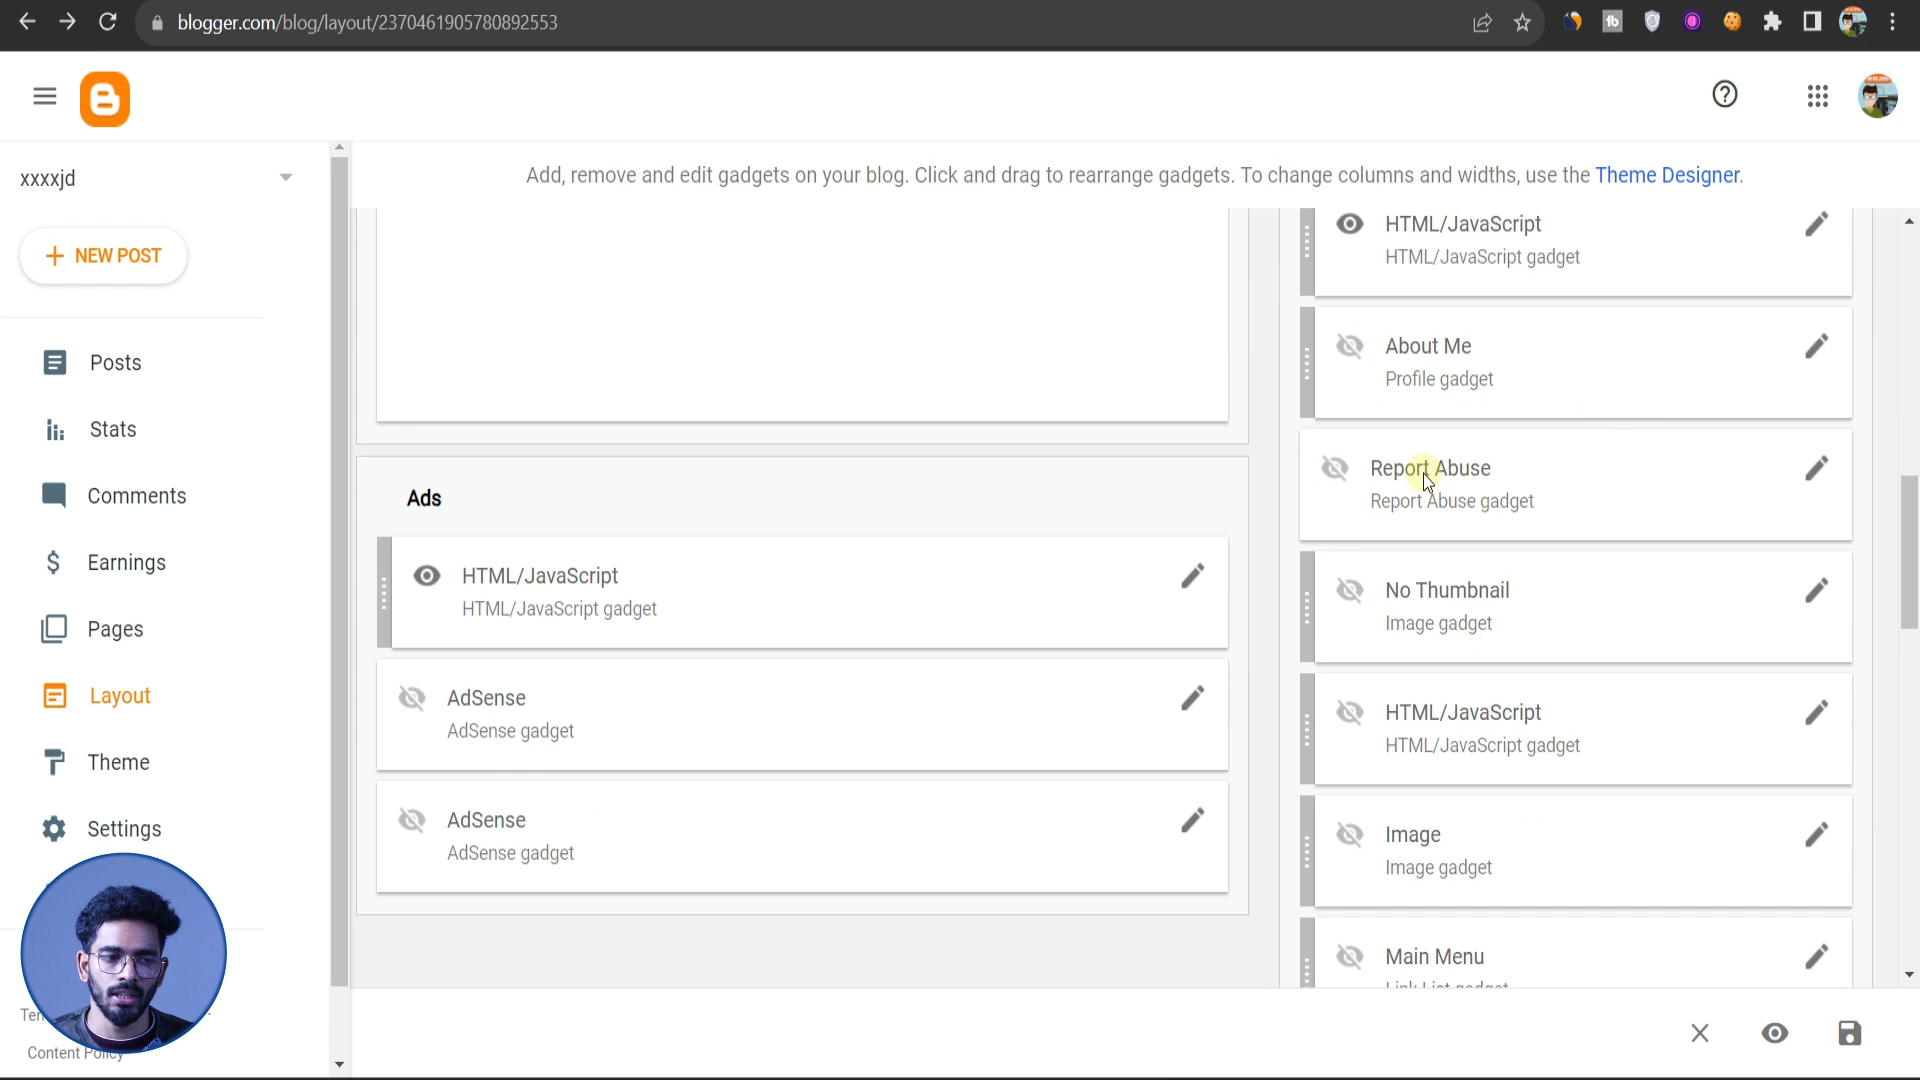 blogger.com/blog/layout/2370461905780892553
xxxxjd
Add, remove and edit gadgets on your blog. Click and drag to rearrange gadgets. To change columns and widths, use the Theme Designer.
NEW POST
Posts
Stats
Comments
Earnings
Pages
Layout
Theme
Settings
Content Policy
Ads
HTML/JavaScript
HTML/JavaScript gadget
AdSense
AdSense gadget
AdSense
AdSense gadget
HTML/JavaScript
HTML/JavaScript gadget
About Me
Profile gadget
Report Abuse
Report Abuse gadget
No Thumbnail
Image gadget
HTML/JavaScript
HTML/JavaScript gadget
Image
Image gadget
Main Menu
Link List gadget